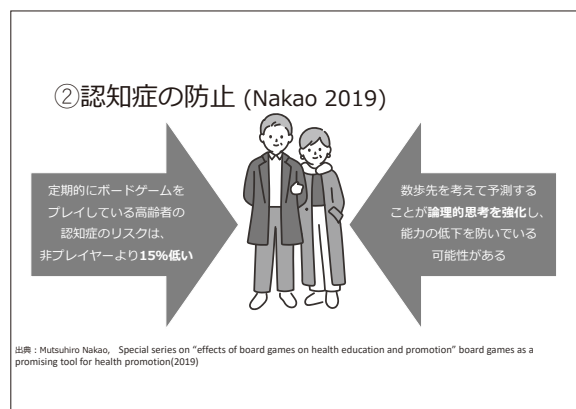 ②認知症の防止 (Nakao 2019)
定期的にボードゲームを
プレイしている高齢者の
認知症のリスクは、
非プレイヤーより15%低い
数歩先を考えて予測する
ことが論理的思考を強化し、
能力の低下を防いでいる
可能性がある
出典：Mutsuhiro Nakao, Special series on “effects of board games on health education and promotion” board games as a
promising tool for health promotion(2019)